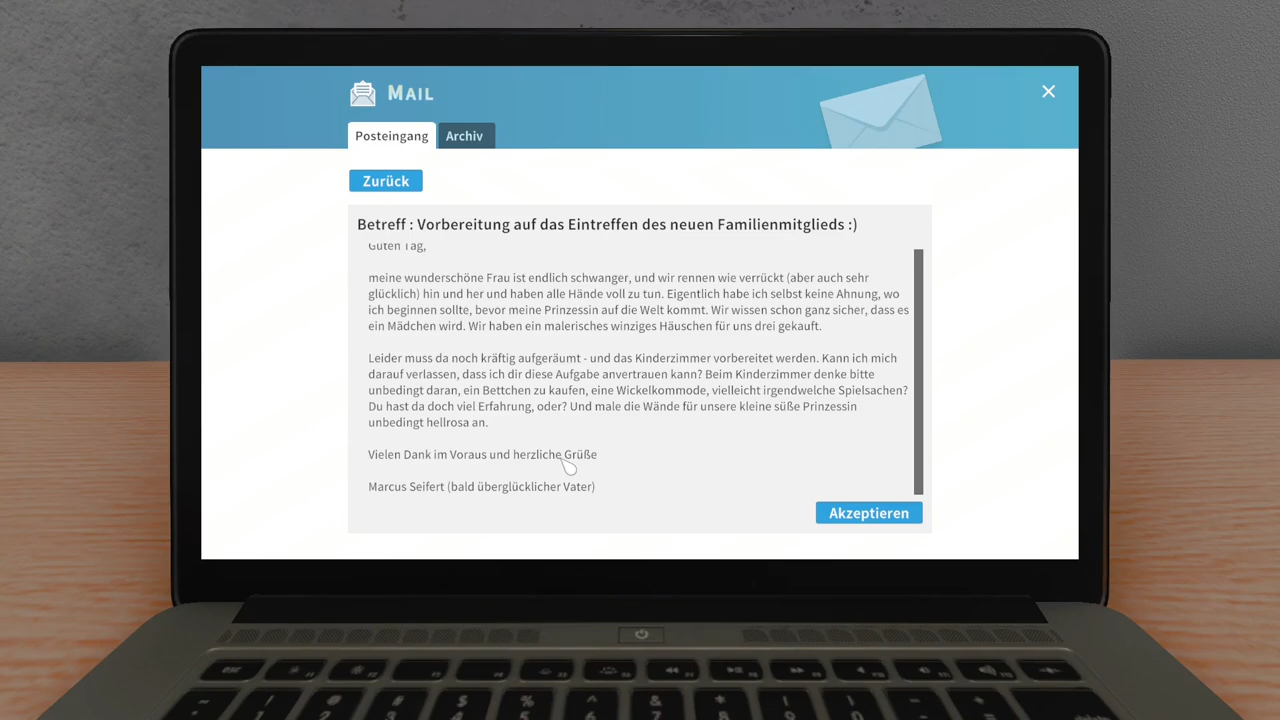 MAIL
Posteingang Archiv
Zurück
Betreff : Vorbereitung auf das Eintreffen des neuen Familienmitglieds :)
Guten Tag,
meine wunderschöne Frau ist endlich schwanger, und wir rennen wie verrückt (aber auch sehr
glücklich) hin und her und haben alle Hände voll zu tun. Eigentlich habe ich selbst keine Ahnung, wo
ich beginnen sollte, bevor meine Prinzessin auf die Welt kommt. Wir wissen schon ganz sicher, dass es
ein Mädchen wird. Wir haben ein malerisches winziges Häuschen für uns drei gekauft.
Leider muss da noch kräftig aufgeräumt - und das Kinderzimmer vorbereitet werden. Kann ich mich
darauf verlassen, dass ich dir diese Aufgabe anvertrauen kann? Beim Kinderzimmer denke bitte
unbedingt daran, ein Bettchen zu kaufen, eine Wickelkommode, vielleicht irgendwelche Spielsachen?
Du hast da doch viel Erfahrung, oder? Und male die Wände für unsere kleine süße Prinzessin
unbedingt hellrosa an.
Vielen Dank im Voraus und herzliche Grüße
Marcus Seifert (bald überglücklicher Vater)
Akzeptieren